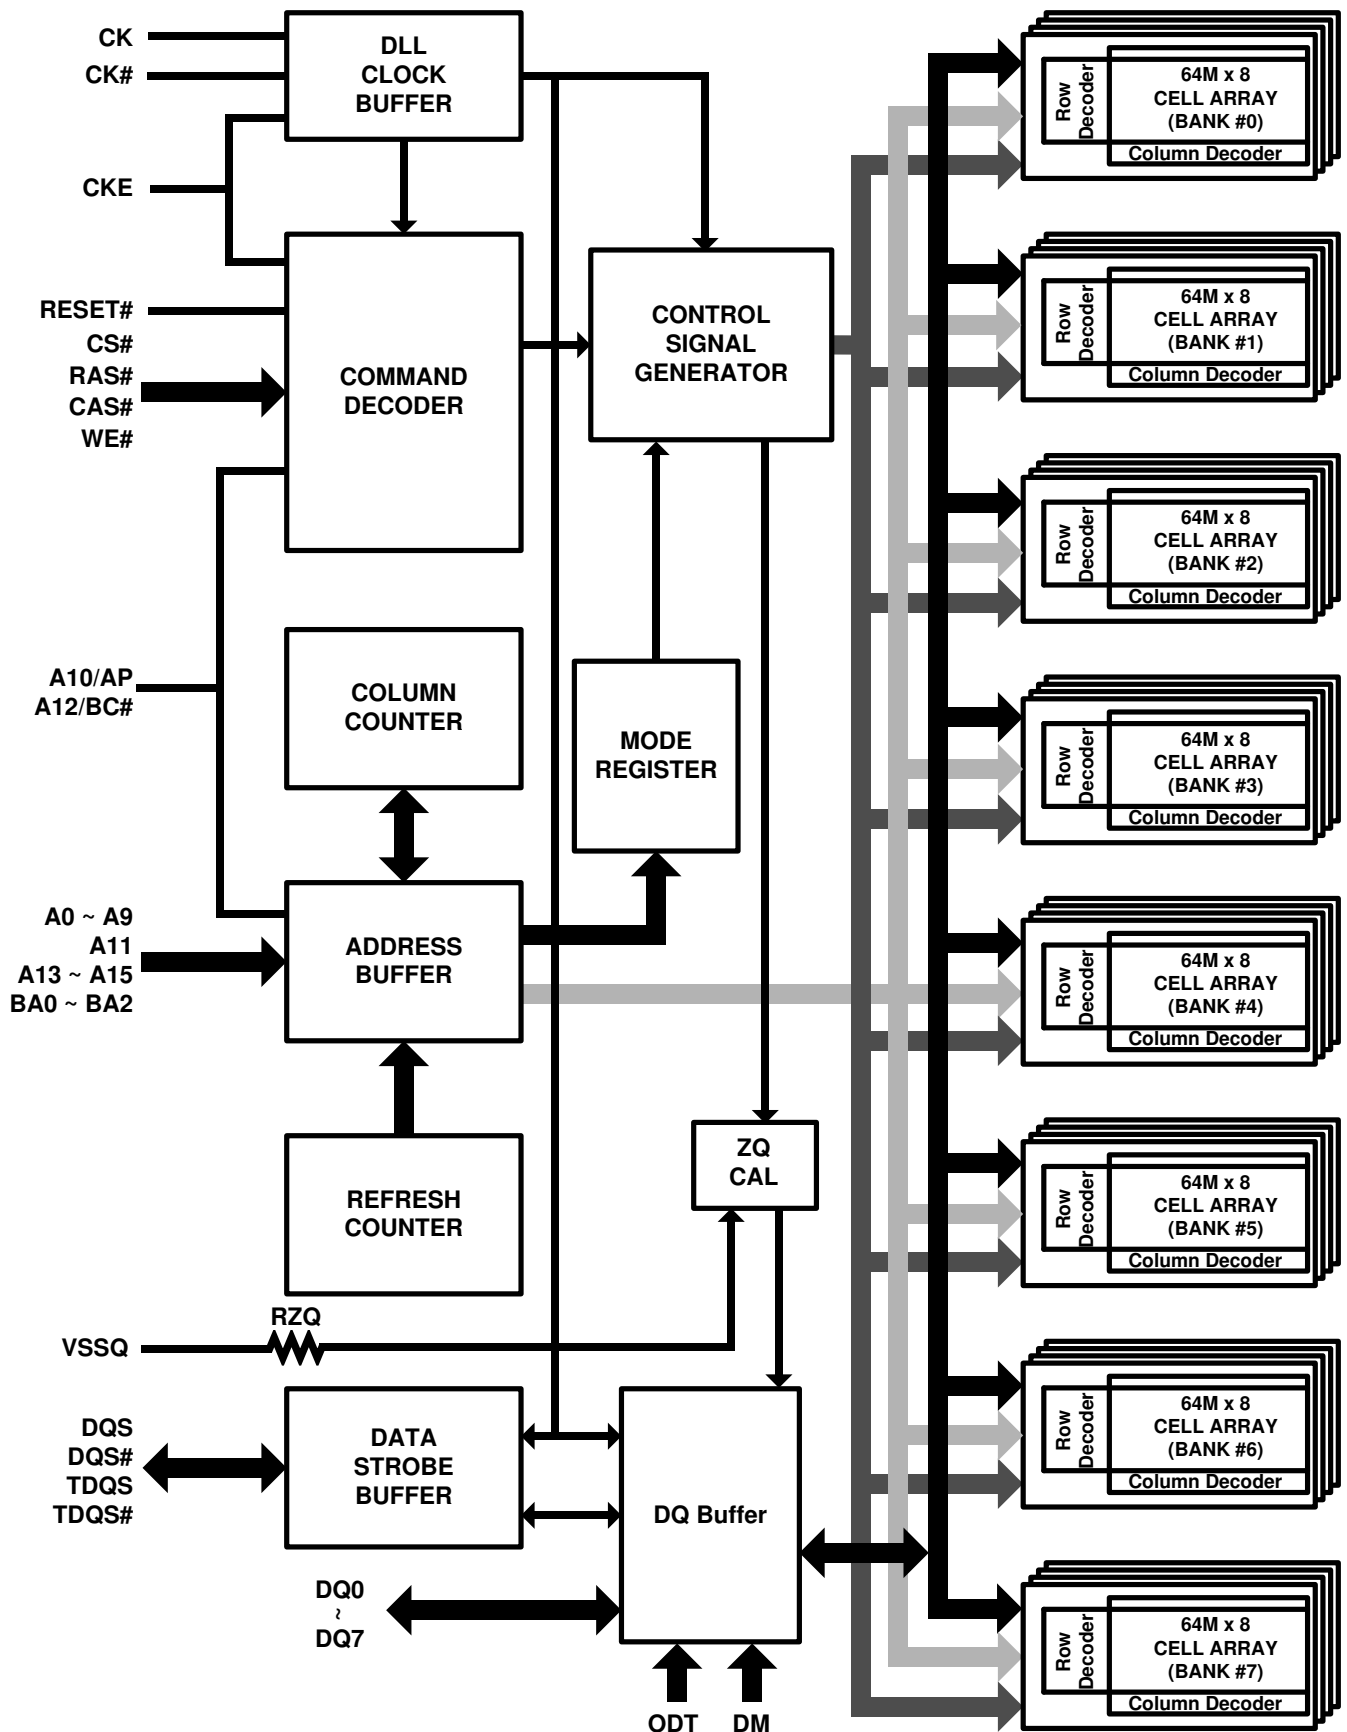 CK
CK#
CKE
RESET#
CS#
RAS#
CAS#
WE#
A10/AP
A12/BC#
A0 ~ A9
A11
A13 ~ A15
BA0 ~ BA2
VSSQ
RZQ
DQS
DQS#
TDQS
TDQS#
DQ0
~
DQ7
DLL
CLOCK
BUFFER
COMMAND
DECODER
COLUMN
COUNTER
ADDRESS
BUFFER
REFRESH
COUNTER
DATA
STROBE
BUFFER
CONTROL
SIGNAL
GENERATOR
MODE
REGISTER
ZQ
CAL
DQ Buffer
ODT
DM
Row
Decoder
64M x 8
CELL ARRAY
(BANK #0)
Column Decoder
Row
Decoder
64M x 8
CELL ARRAY
(BANK #1)
Column Decoder
Row
Decoder
64M x 8
CELL ARRAY
(BANK #2)
Column Decoder
Row
Decoder
64M x 8
CELL ARRAY
(BANK #3)
Column Decoder
Row
Decoder
64M x 8
CELL ARRAY
(BANK #4)
Column Decoder
Row
Decoder
64M x 8
CELL ARRAY
(BANK #5)
Column Decoder
Row
Decoder
64M x 8
CELL ARRAY
(BANK #6)
Column Decoder
Row
Decoder
64M x 8
CELL ARRAY
(BANK #7)
Column Decoder